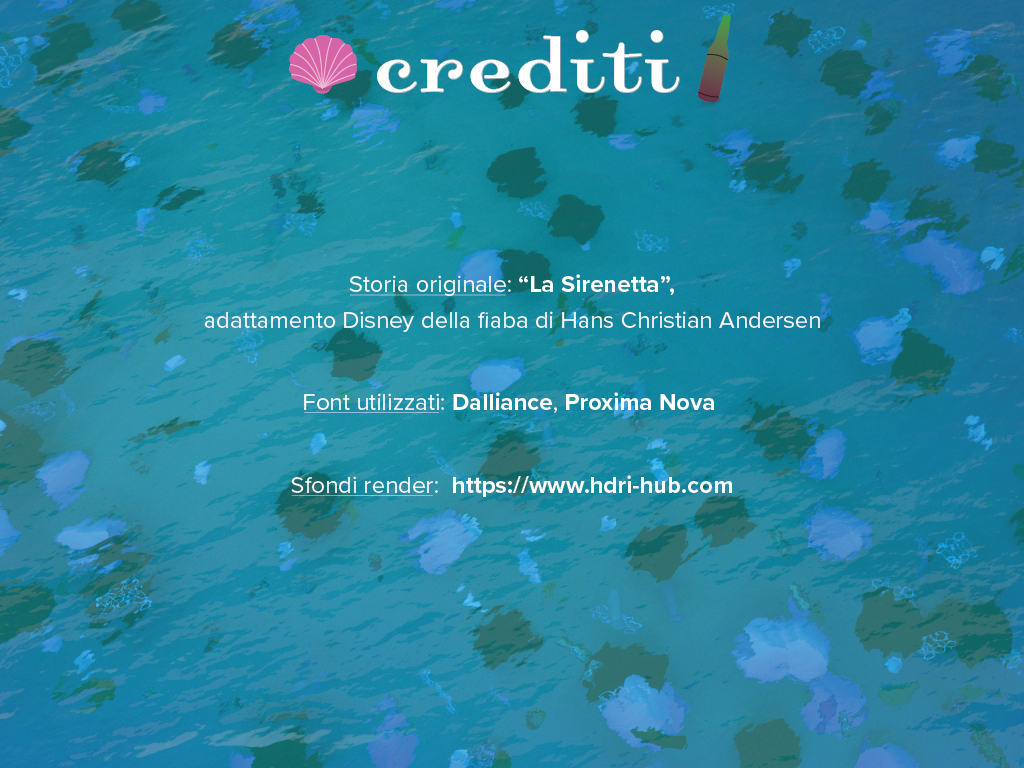 crediti
Storia originale: “La Sirenetta”,
adattamento Disney della fiaba di Hans Christian Andersen
Font utilizzati: Dalliance, Proxima Nova
Sfondi render: https://www.hdri-hub.com